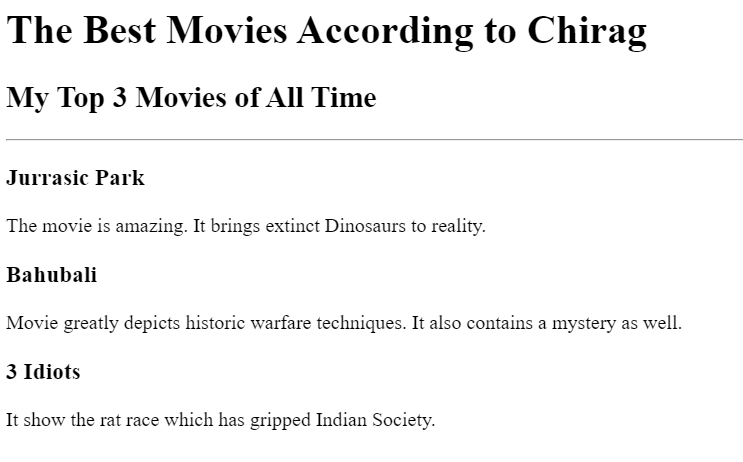 The Best Movies According to Chirag
My Top 3 Movies of All Time
Jurrasic Park
The movie is amazing. It brings extinct Dinosaurs to reality.
Bahubali
Movie greatly depicts historic warfare techniques. It also contains a mystery as well.
3 Idiots
It show the rat race which has gripped Indian Society.